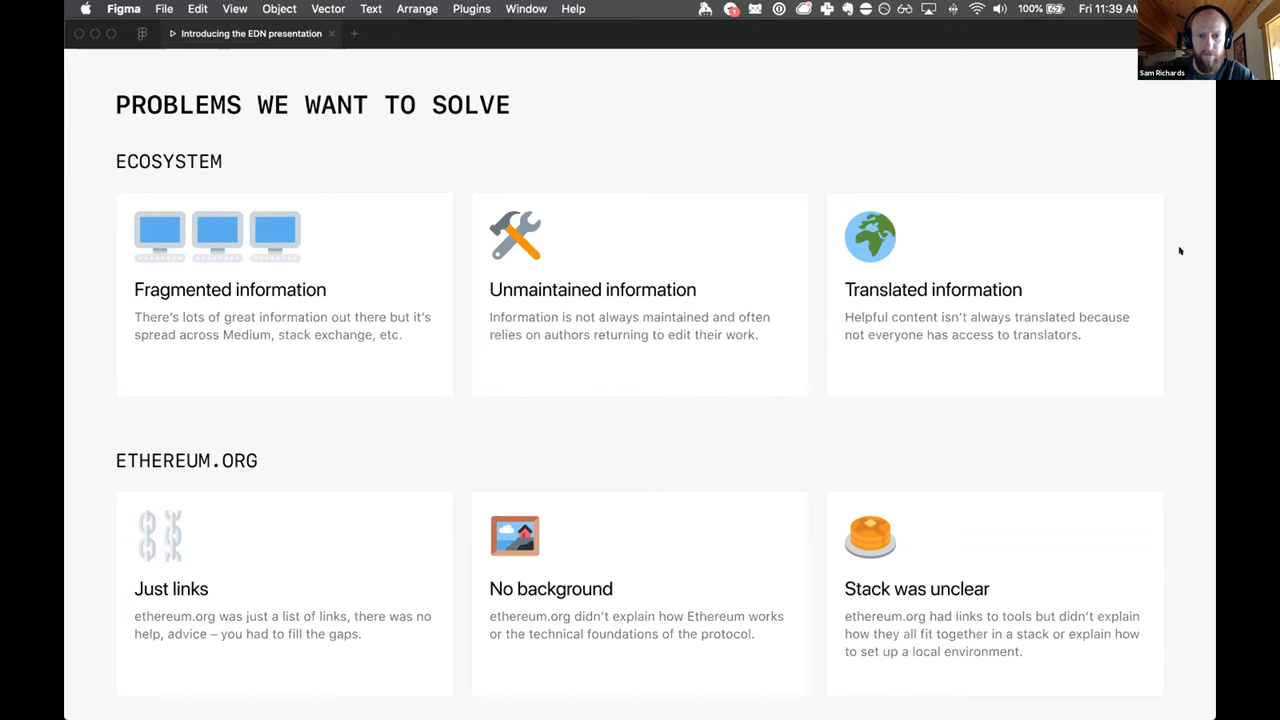 Figma File Edit View Object Vector Text Arrange Plugins Window Help 1 100% Fri 11:39 AM
Introducing the EDN presentation
Sam Richards
PROBLEMS WE WANT TO SOLVE
ECOSYSTEM
Fragmented information
There's lots of great information out there but it's
spread across Medium, stack exchange, etc.
Unmaintained information
Information is not always maintained and often
relies on authors returning to edit their work.
Translated information
Helpful content isn't always translated because
not everyone has access to translators.
ETHEREUM.ORG
Just links
ethereum.org was just a list of links, there was no
help, advice – you had to fill the gaps.
No background
ethereum.org didn't explain how Ethereum works
or the technical foundations of the protocol.
Stack was unclear
ethereum.org had links to tools but didn't explain
how they all fit together in a stack or explain how
to set up a local environment.